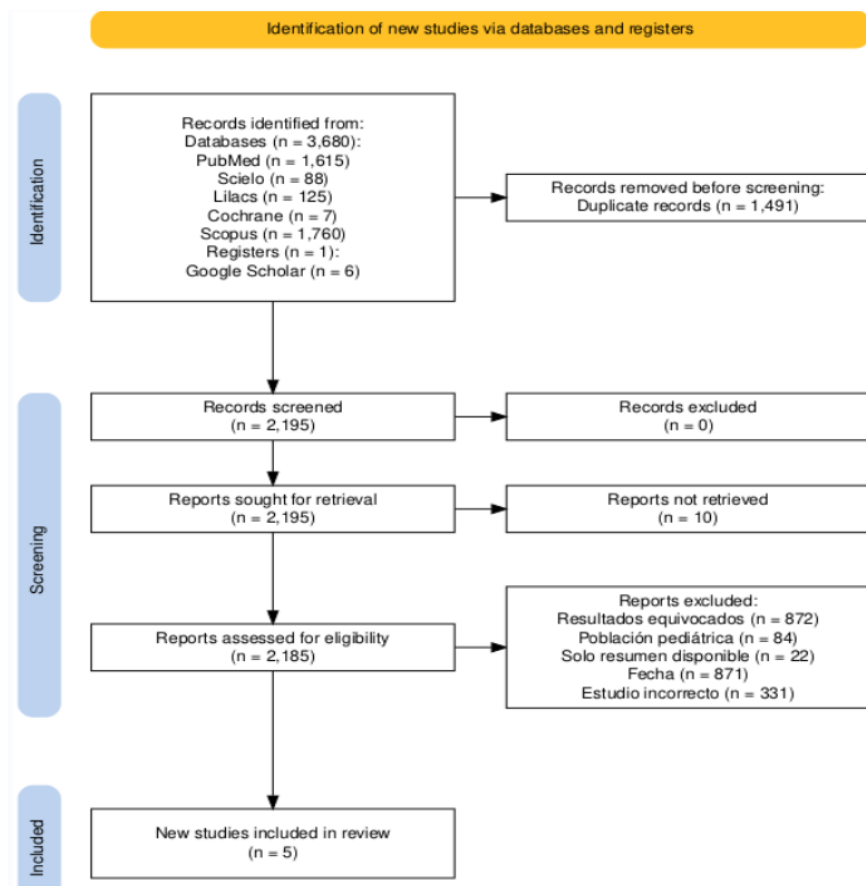 Identification of new studies via databases and registers
Identification
Records identified from:
Databases (n = 3,680):
PubMed (n = 1,615)
Scielo (n = 88)
Lilacs (n = 125)
Cochrane (n = 7)
Scopus (n = 1,760)
Registers (n = 1):
Google Scholar (n = 6)
Records removed before screening:
Duplicate records (n = 1,491)
Screening
Records screened
(n = 2,195)
Records excluded
(n = 0)
Reports sought for retrieval
(n = 2,195)
Reports not retrieved
(n = 10)
Reports assessed for eligibility
(n = 2,185)
Reports excluded:
Resultados equivocados (n = 872)
Población pediátrica (n = 84)
Solo resumen disponible (n = 22)
Fecha (n = 871)
Estudio incorrecto (n = 331)
Included
New studies included in review
(n = 5)